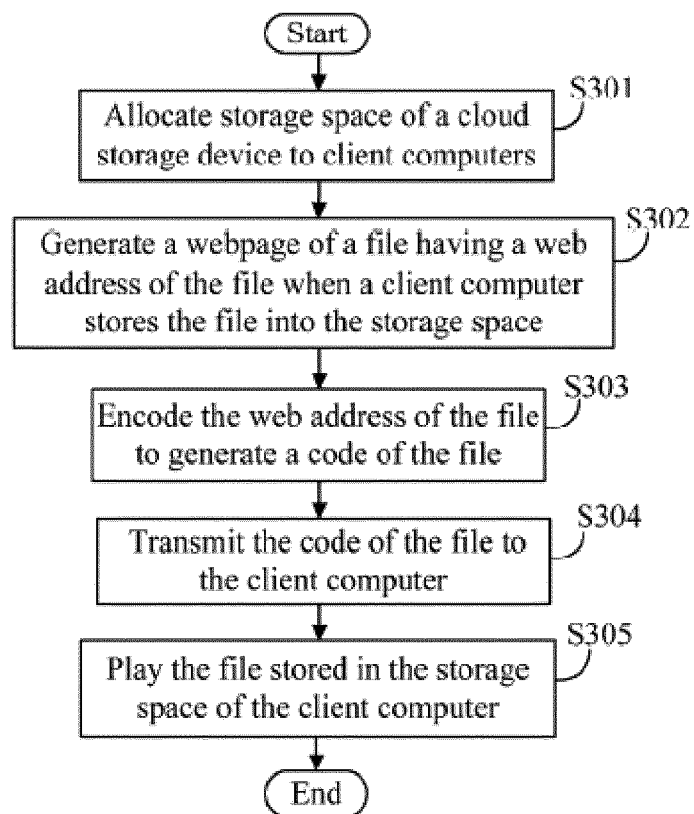 Start
S301
Allocate storage space of a cloud
storage device to client computers
S302
Generate a webpage of a file having a web
address of the file when a client computer
stores the file into the storage space
S303
Encode the web address of the file
to generate a code of the file
S304
Transmit the code of the file to
the client computer
S305
Play the file stored in the storage
space of the client computer
End